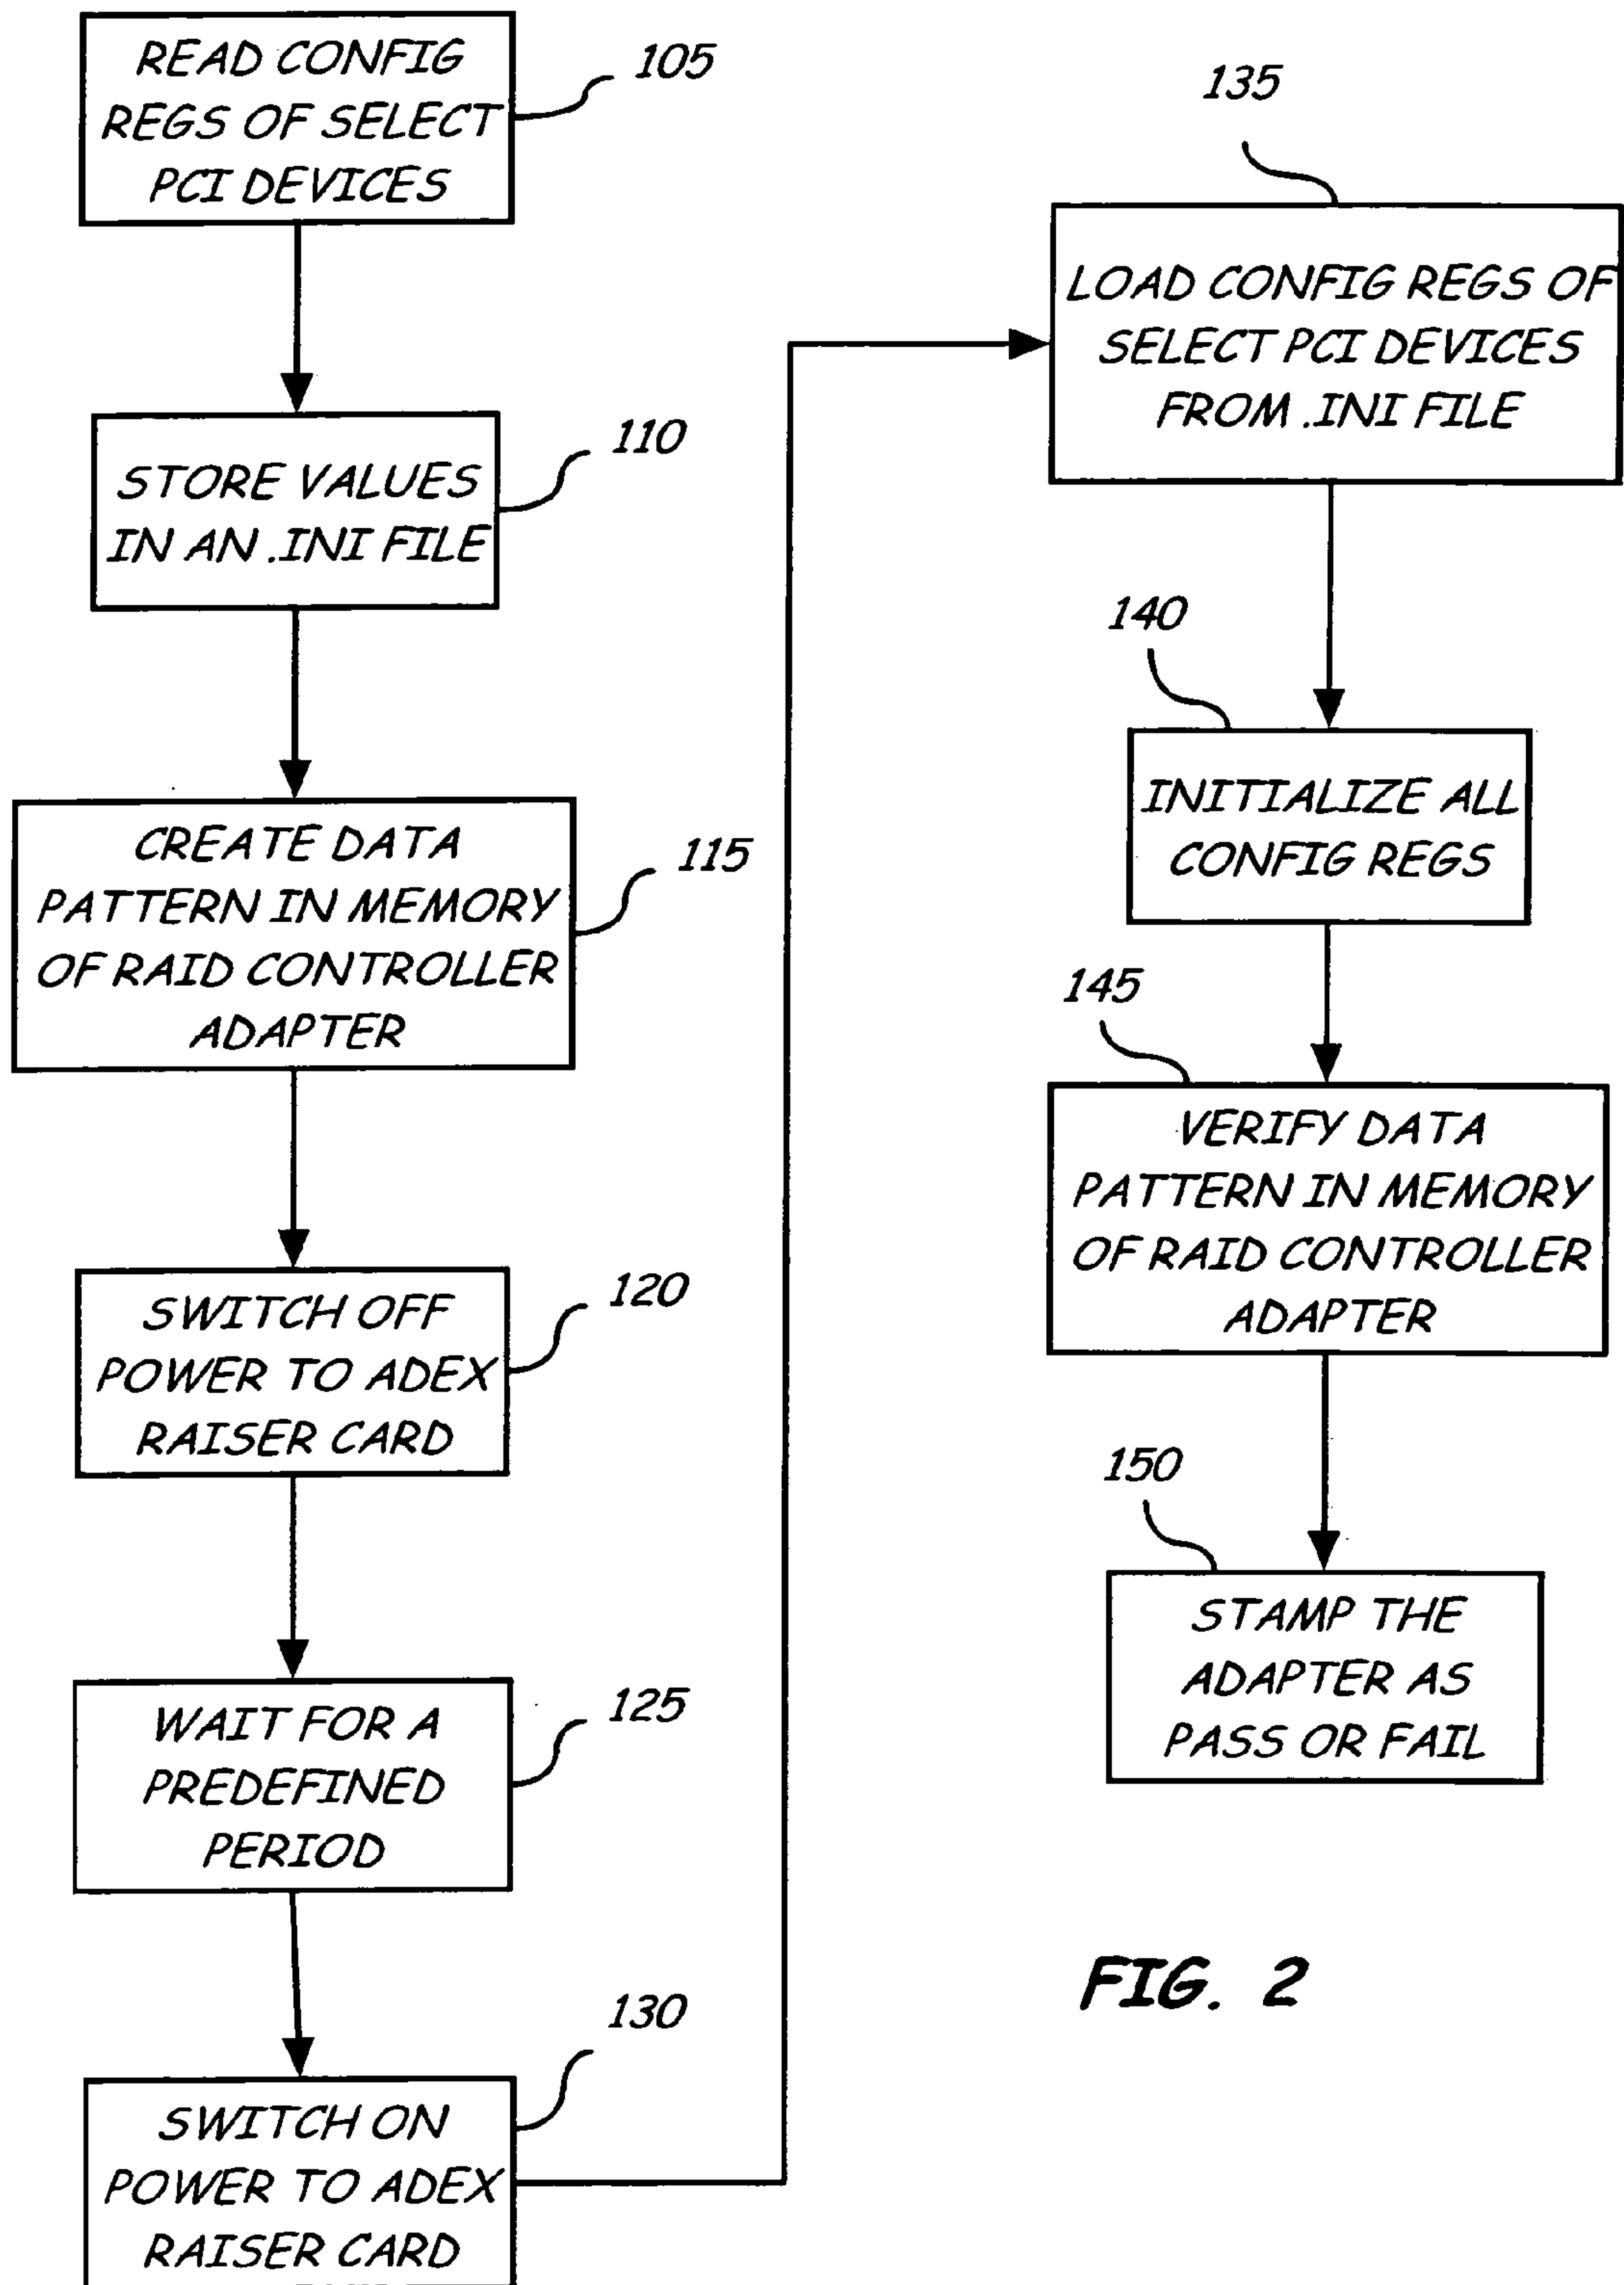 READ CONFIG
REGS OF SELECT
PCI DEVICES
105
STORE VALUES
IN AN .INI FILE
110
CREATE DATA
PATTERN IN MEMORY
OF RAID CONTROLLER
ADAPTER
115
SWITCH OFF
POWER TO ADEX
RAISER CARD
120
WAIT FOR A
PREDEFINED
PERIOD
125
SWITCH ON
POWER TO ADEX
RAISER CARD
130
135
LOAD CONFIG REGS OF
SELECT PCI DEVICES
FROM .INI FILE
140
INITIALIZE ALL
CONFIG REGS
145
VERIFY DATA
PATTERN IN MEMORY
OF RAID CONTROLLER
ADAPTER
150
STAMP THE
ADAPTER AS
PASS OR FAIL
FIG. 2